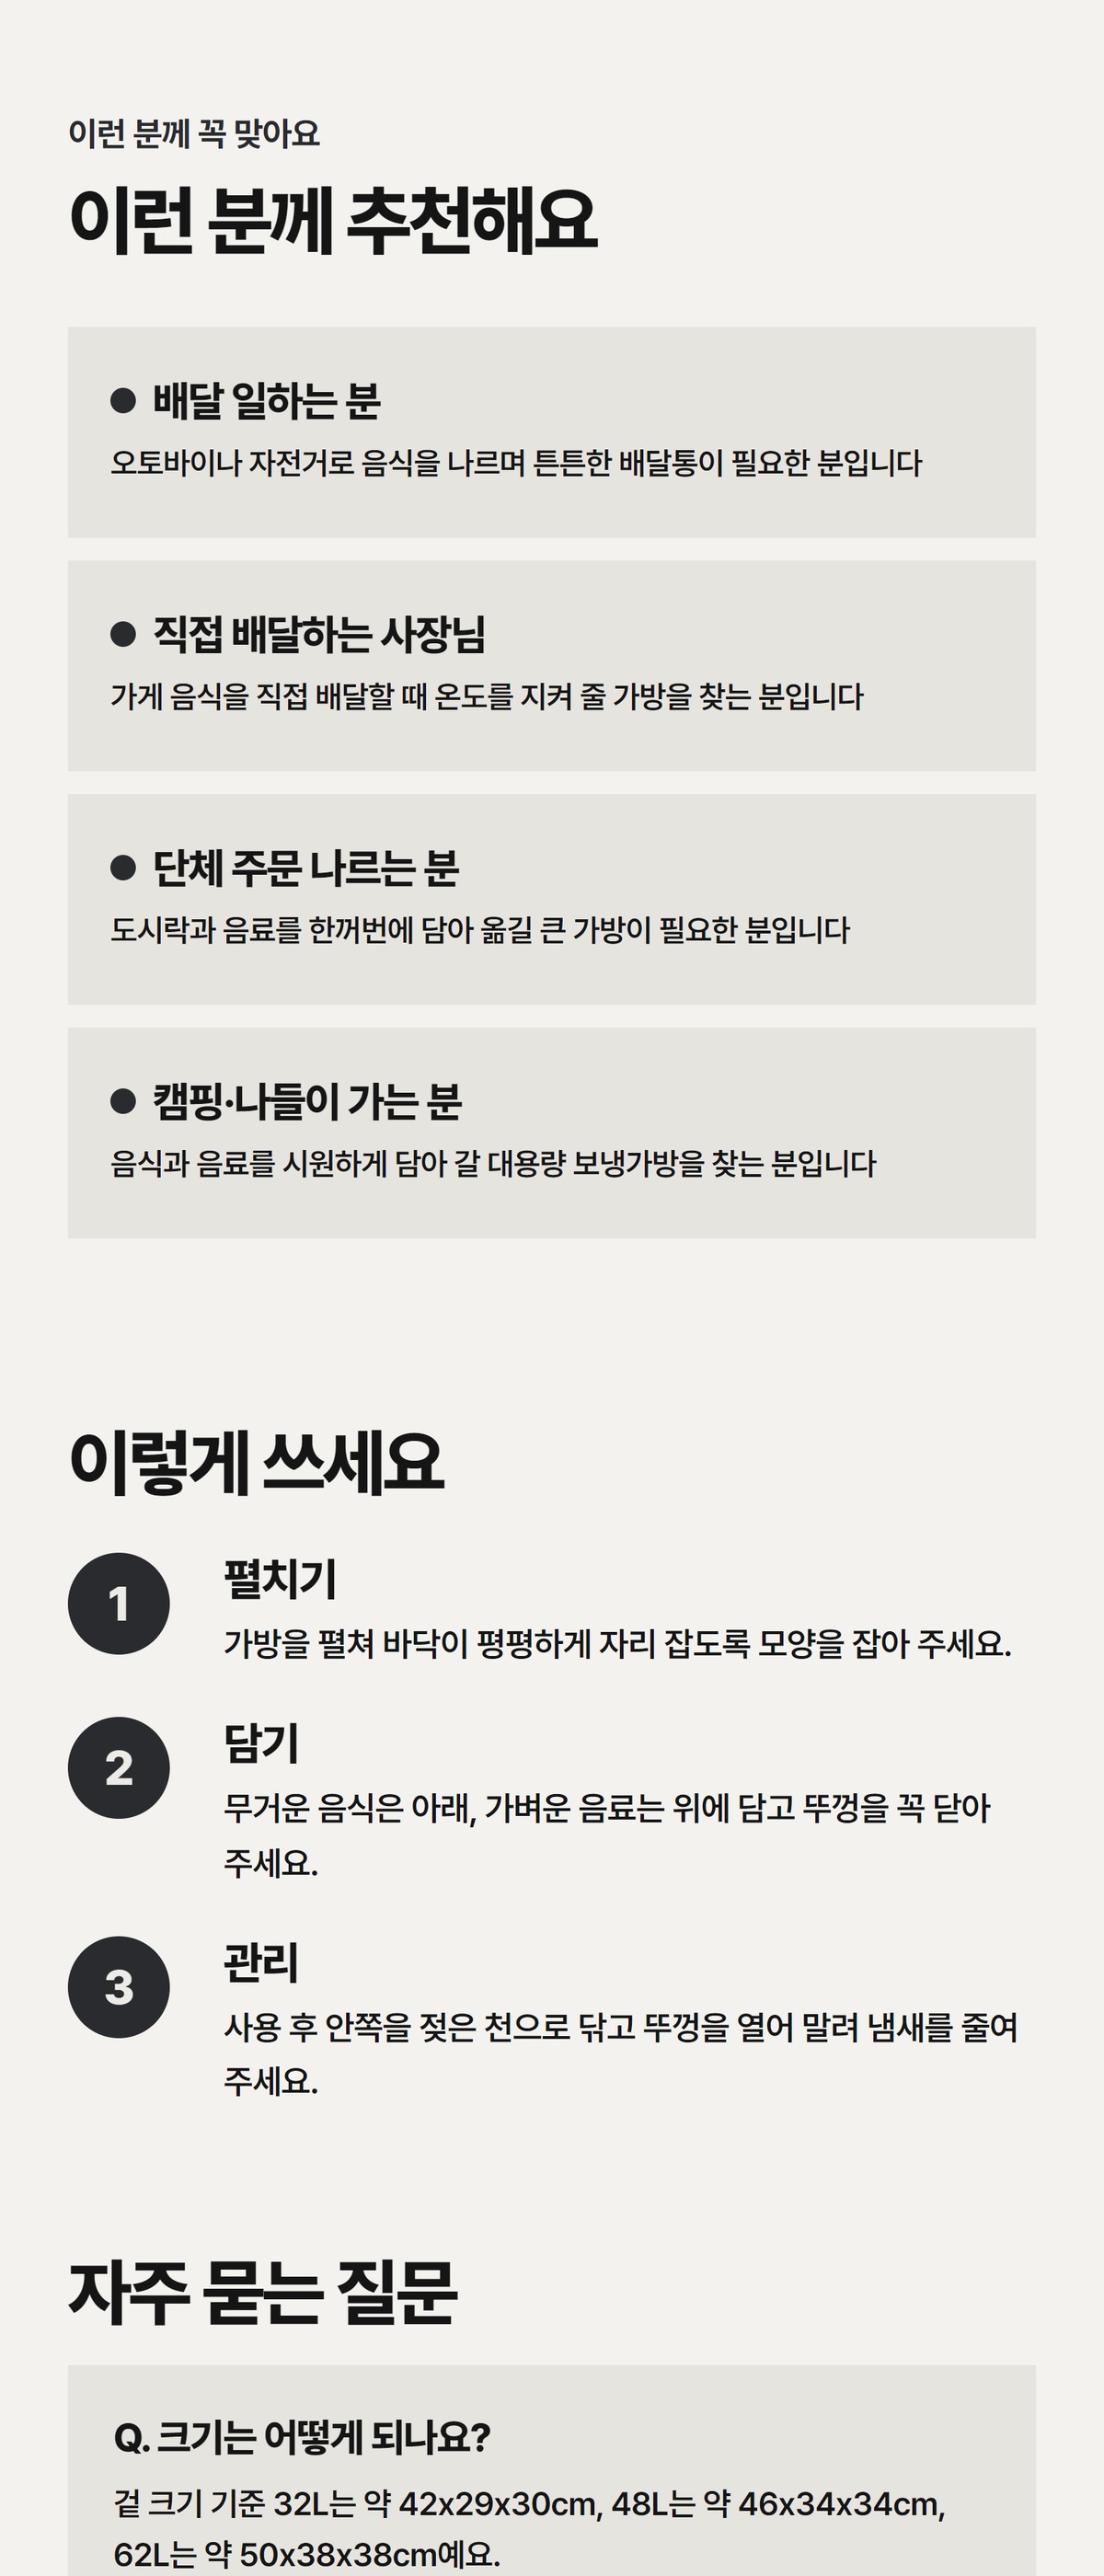 이런 분께 꼭 맞아요
이런 분께 추천해요
● 배달 일하는 분
오토바이나 자전거로 음식을 나르며 튼튼한 배달통이 필요한 분입니다
● 직접 배달하는 사장님
가게 음식을 직접 배달할 때 온도를 지켜 줄 가방을 찾는 분입니다
● 단체 주문 나르는 분
도시락과 음료를 한꺼번에 담아 옮길 큰 가방이 필요한 분입니다
● 캠핑·나들이 가는 분
음식과 음료를 시원하게 담아 갈 대용량 보냉가방을 찾는 분입니다
이렇게 쓰세요
1
펼치기
가방을 펼쳐 바닥이 평평하게 자리 잡도록 모양을 잡아 주세요.
2
담기
무거운 음식은 아래, 가벼운 음료는 위에 담고 뚜껑을 꼭 닫아
주세요.
3
관리
사용 후 안쪽을 젖은 천으로 닦고 뚜껑을 열어 말려 냄새를 줄여
주세요.
자주 묻는 질문
Q. 크기는 어떻게 되나요?
겉 크기 기준 32L는 약 42x29x30cm, 48L는 약 46x34x34cm,
62L는 약 50x38x38cm예요.